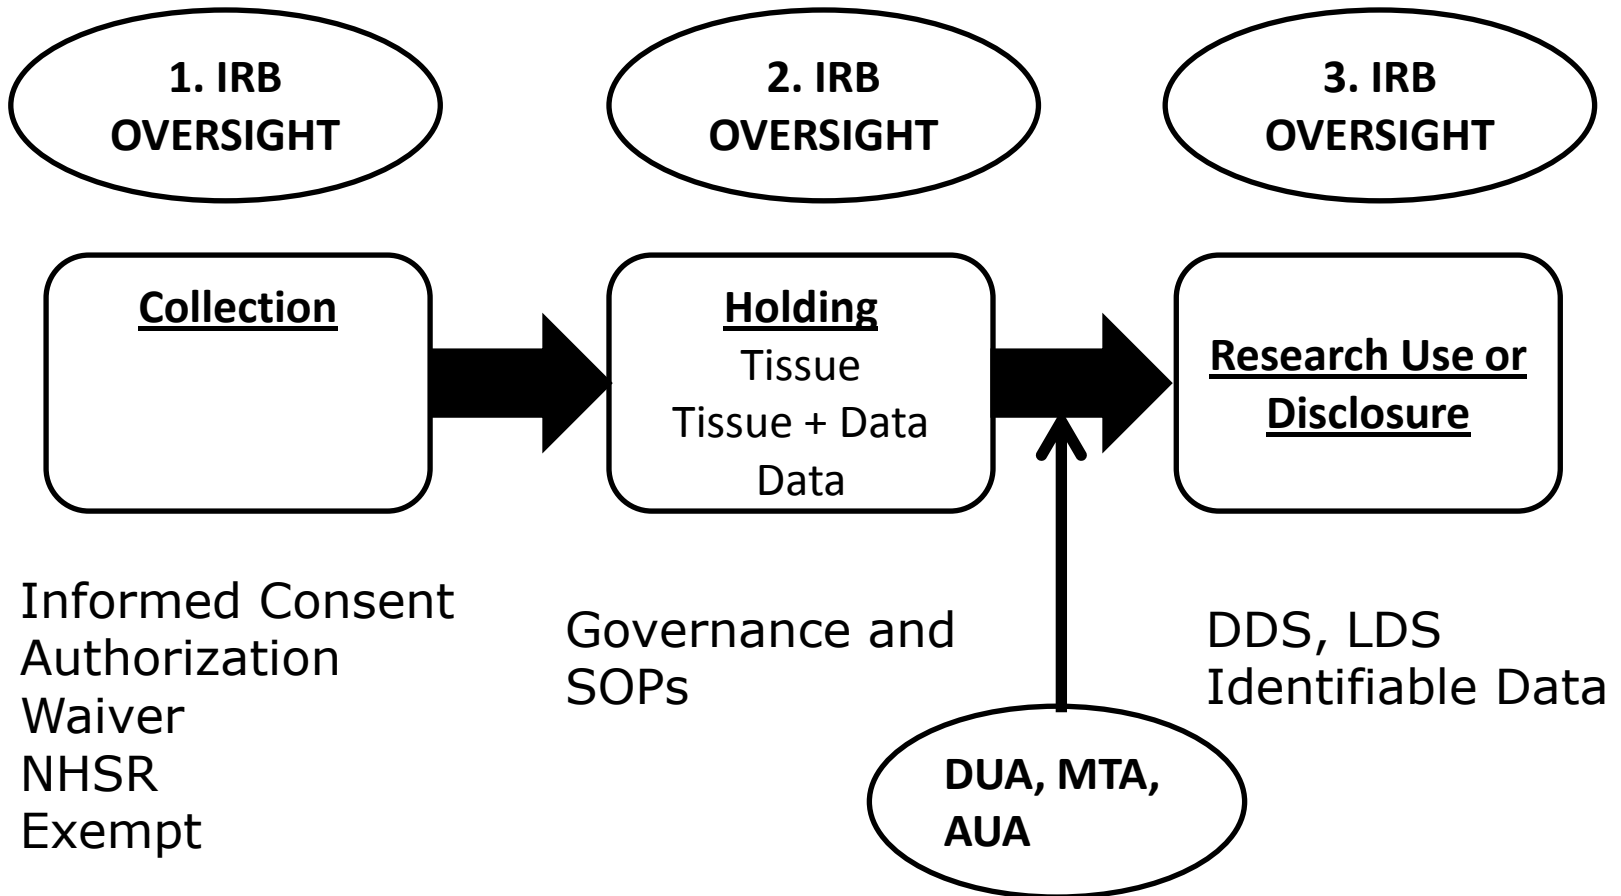 1. IRB
OVERSIGHT
2. IRB
OVERSIGHT
3. IRB
OVERSIGHT
Collection
Holding
Tissue
Tissue + Data
Data
Research Use or
Disclosure
Informed Consent
Authorization
Waiver
NHSR
Exempt
Governance and
SOPs
DDS, LDS
Identifiable Data
DUA, MTA,
AUA